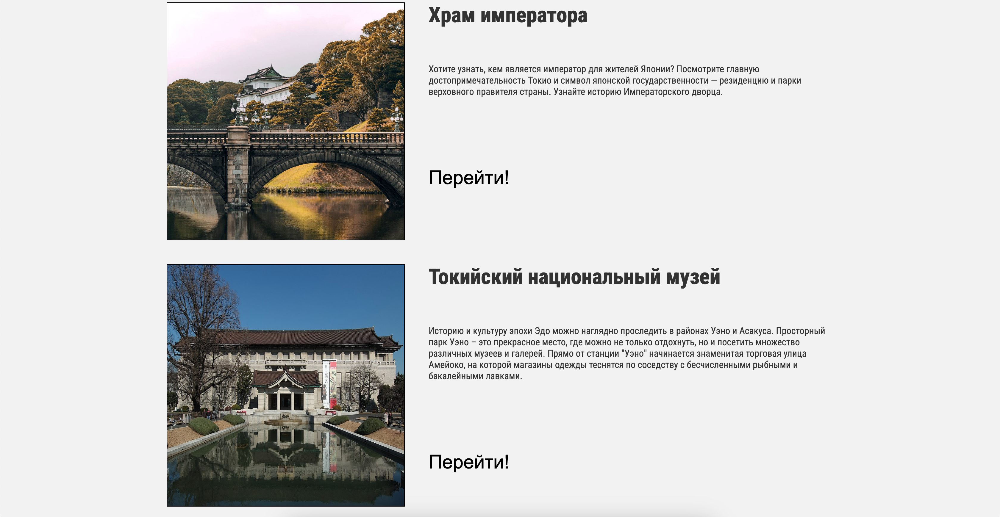 Храм императора
Хотите узнать, кем является император для жителей Японии? Посмотрите главную
достопримечательность Токио и символ японской государственности — резиденцию и парки
верховного правителя страны. Узнайте историю Императорского дворца.
Перейти!
Токийский национальный музей
Историю и культуру эпохи Эдо можно наглядно проследить в районах Уэно и Асакуса. Просторный
парк Уэно – это прекрасное место, где можно не только отдохнуть, но и посетить множество
различных музеев и галерей. Прямо от станции "Уэно" начинается знаменитая торговая улица
Амейоко, на которой магазины одежды теснятся по соседству с бесчисленными рыбными и
бакалейными лавками.
Перейти!